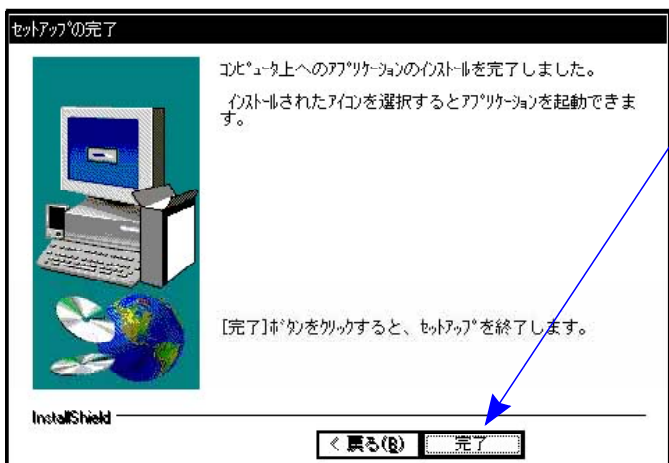 セットアップの完了
コンピュータ上へのアプリケーションのインストールを完了しました。
インストールされたアイコンを選択するとアプリケーションを起動できま
す。
[完了]ボタンをクリックすると、セットアップを終了します。
InstallShield
< 戻る(B)
完了